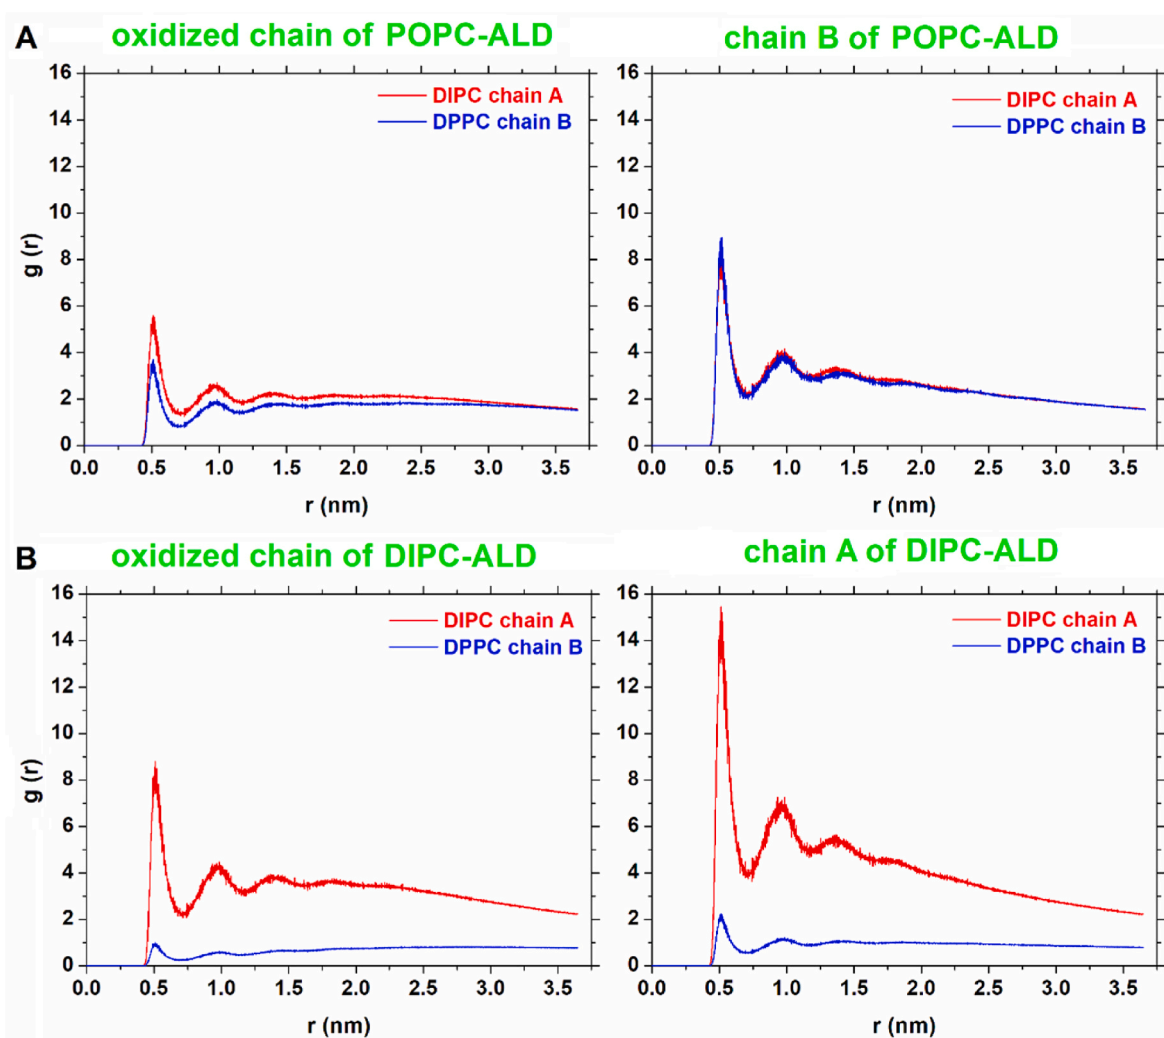 A
oxidized chain of POPC-ALD
chain B of POPC-ALD
16
14
12
10
8
6
4
2
0
g (r)
DIPC chain A
DPPC chain B
0.0 0.5 1.0 1.5 2.0 2.5 3.0 3.5
r (nm)
16
14
12
10
8
6
4
2
0
DIPC chain A
DPPC chain B
0.0 0.5 1.0 1.5 2.0 2.5 3.0 3.5
r (nm)
B
oxidized chain of DIPC-ALD
chain A of DIPC-ALD
16
14
12
10
8
6
4
2
0
g (r)
DIPC chain A
DPPC chain B
0.0 0.5 1.0 1.5 2.0 2.5 3.0 3.5
r (nm)
16
14
12
10
8
6
4
2
0
DIPC chain A
DPPC chain B
0.0 0.5 1.0 1.5 2.0 2.5 3.0 3.5
r (nm)